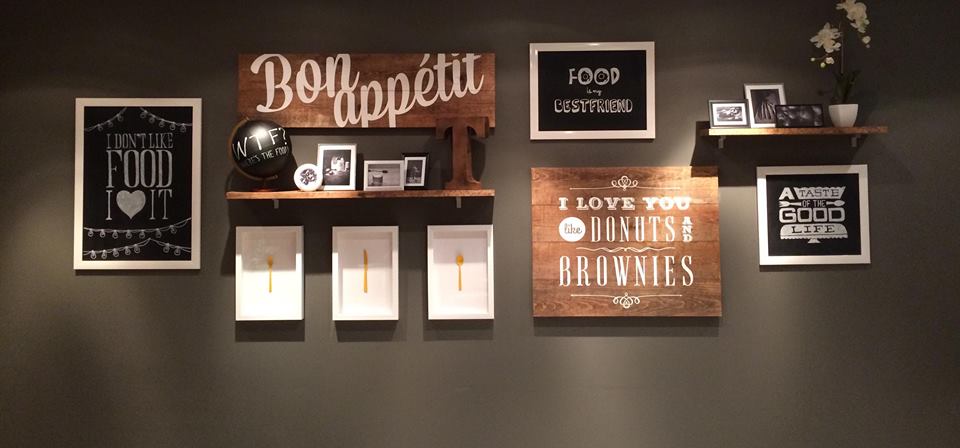 I DON'T LIKE
FOOD
I IT
Bon
appétit
WTF?
WHERE'S THE FOOD?
T
FOOD
is my
BESTFRIEND
I LOVE YOU
like DONUTS AND
BROWNIES
A TASTE
OF THE
GOOD
LIFE